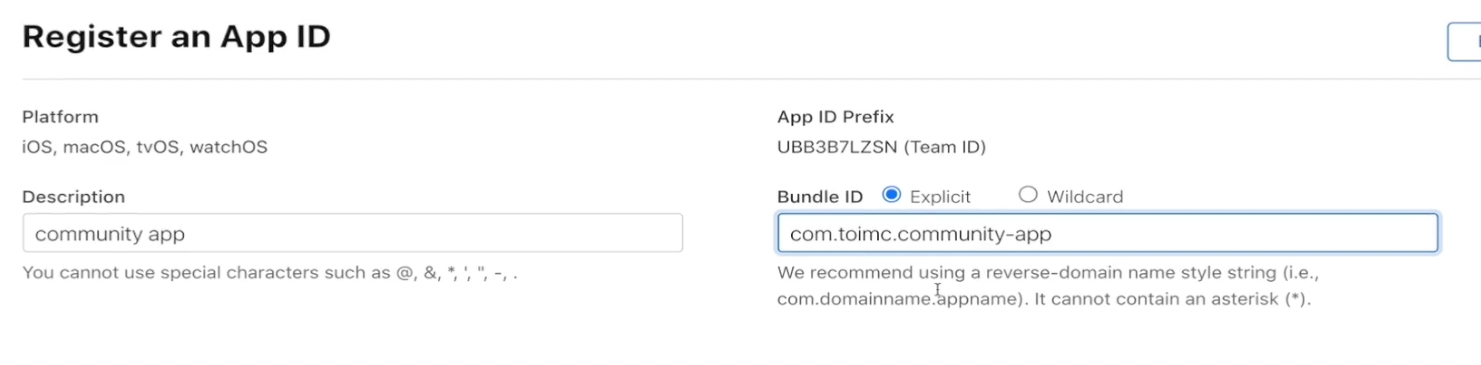 Register an App ID
Platform
iOS, macOS, tvOS, watchOS
App ID Prefix
UBB3B7LZSN (Team ID)
Description
community app
You cannot use special characters such as @, &, *, ', ", -, .
Bundle ID Explicit Wildcard
com.toimc.community-app
We recommend using a reverse-domain name style string (i.e.,
com.domainname.appname). It cannot contain an asterisk (*).